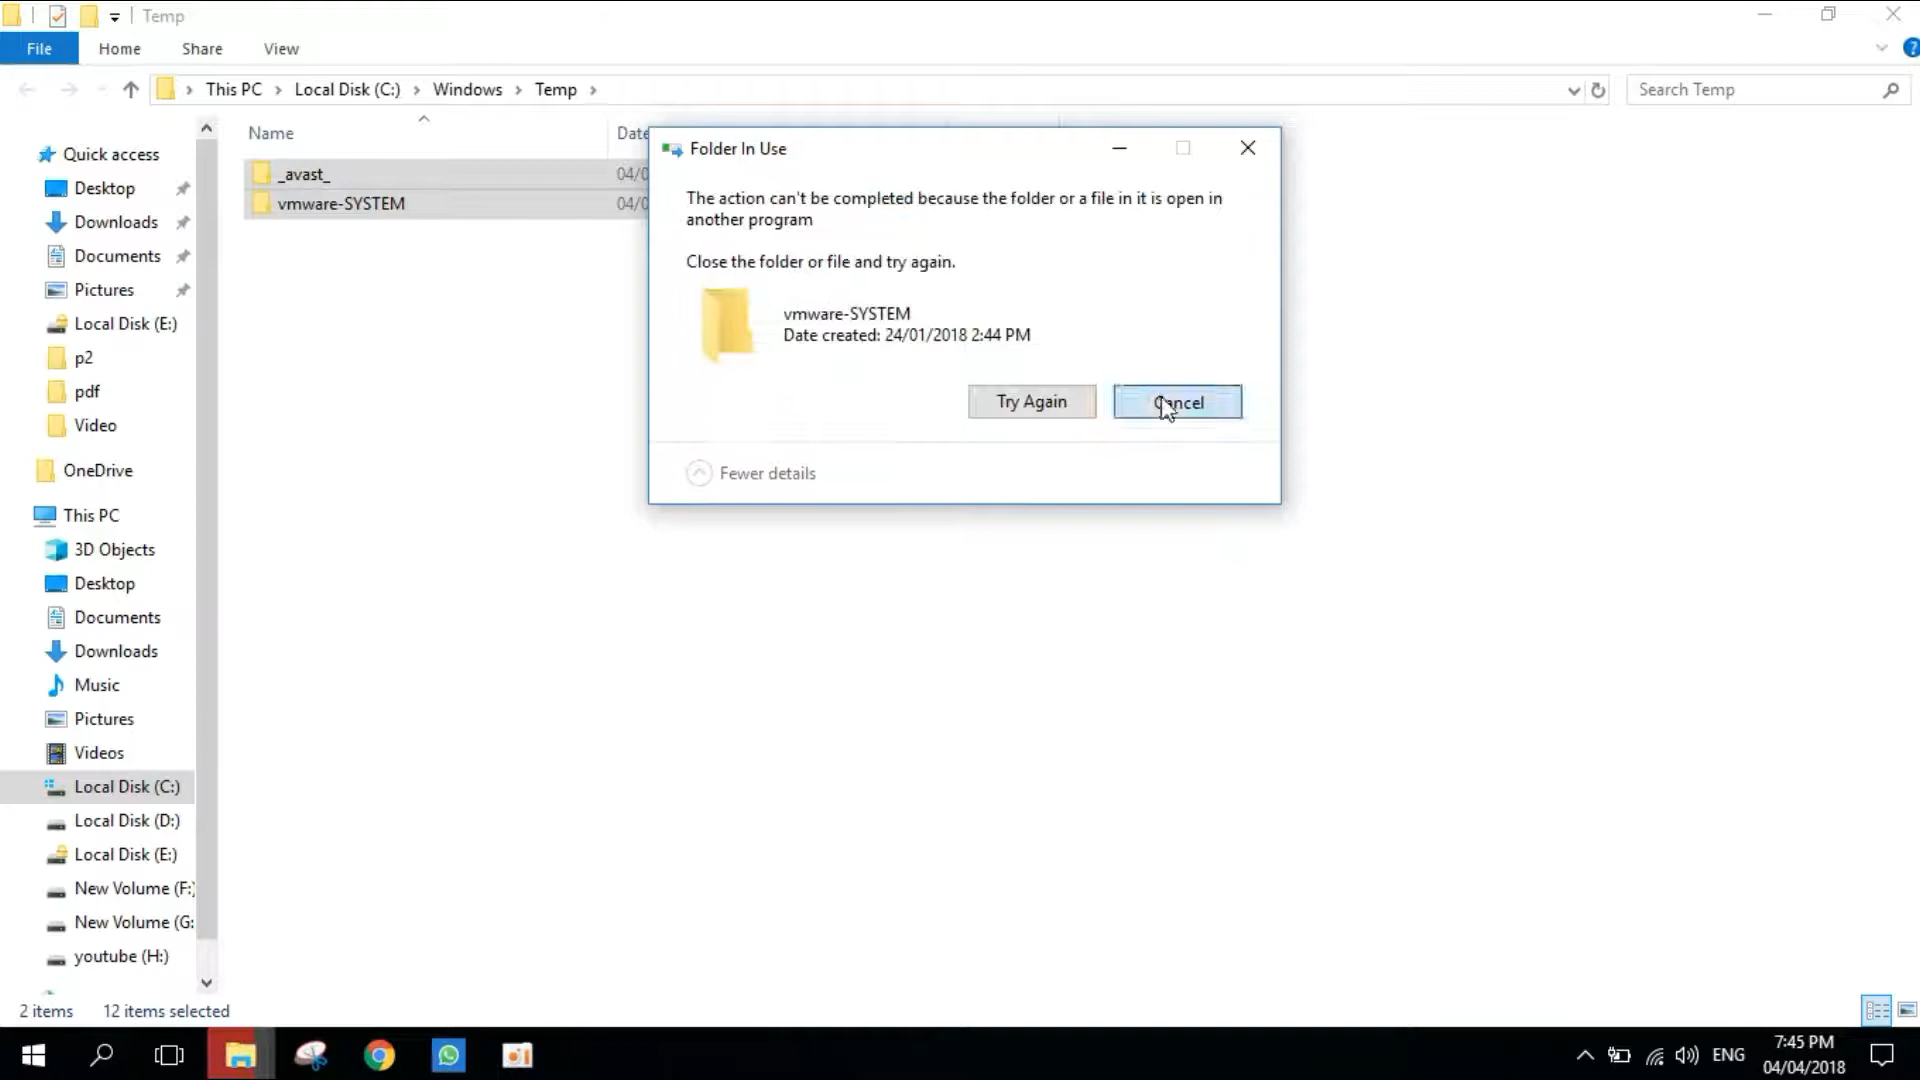 Temp
File Home Share View
This PC Local Disk (C:) Windows Temp
Search Temp
Name Date
Quick access
Desktop
Downloads
Documents
Pictures
Local Disk (E:)
p2
pdf
Video
OneDrive
This PC
3D Objects
Desktop
Documents
Downloads
Music
Pictures
Videos
Local Disk (C:)
Local Disk (D:)
Local Disk (E:)
New Volume (F:)
New Volume (G:
youtube (H:)
_avast_ 04/0
vmware-SYSTEM 04/0
Folder In Use
The action can't be completed because the folder or a file in it is open in
another program
Close the folder or file and try again.
vmware-SYSTEM
Date created: 24/01/2018 2:44 PM
Try Again Cancel
Fewer details
2 items 12 items selected
ENG
7:45 PM
04/04/2018